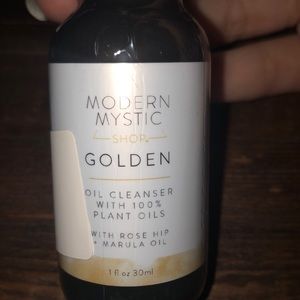 MODERN
MYSTIC
SHOP.
GOLDEN
OIL CLEANSER
WITH 100%
PLANT OILS
WITH ROSE HIP
+ MARULA OIL
1 fl oz 30ml